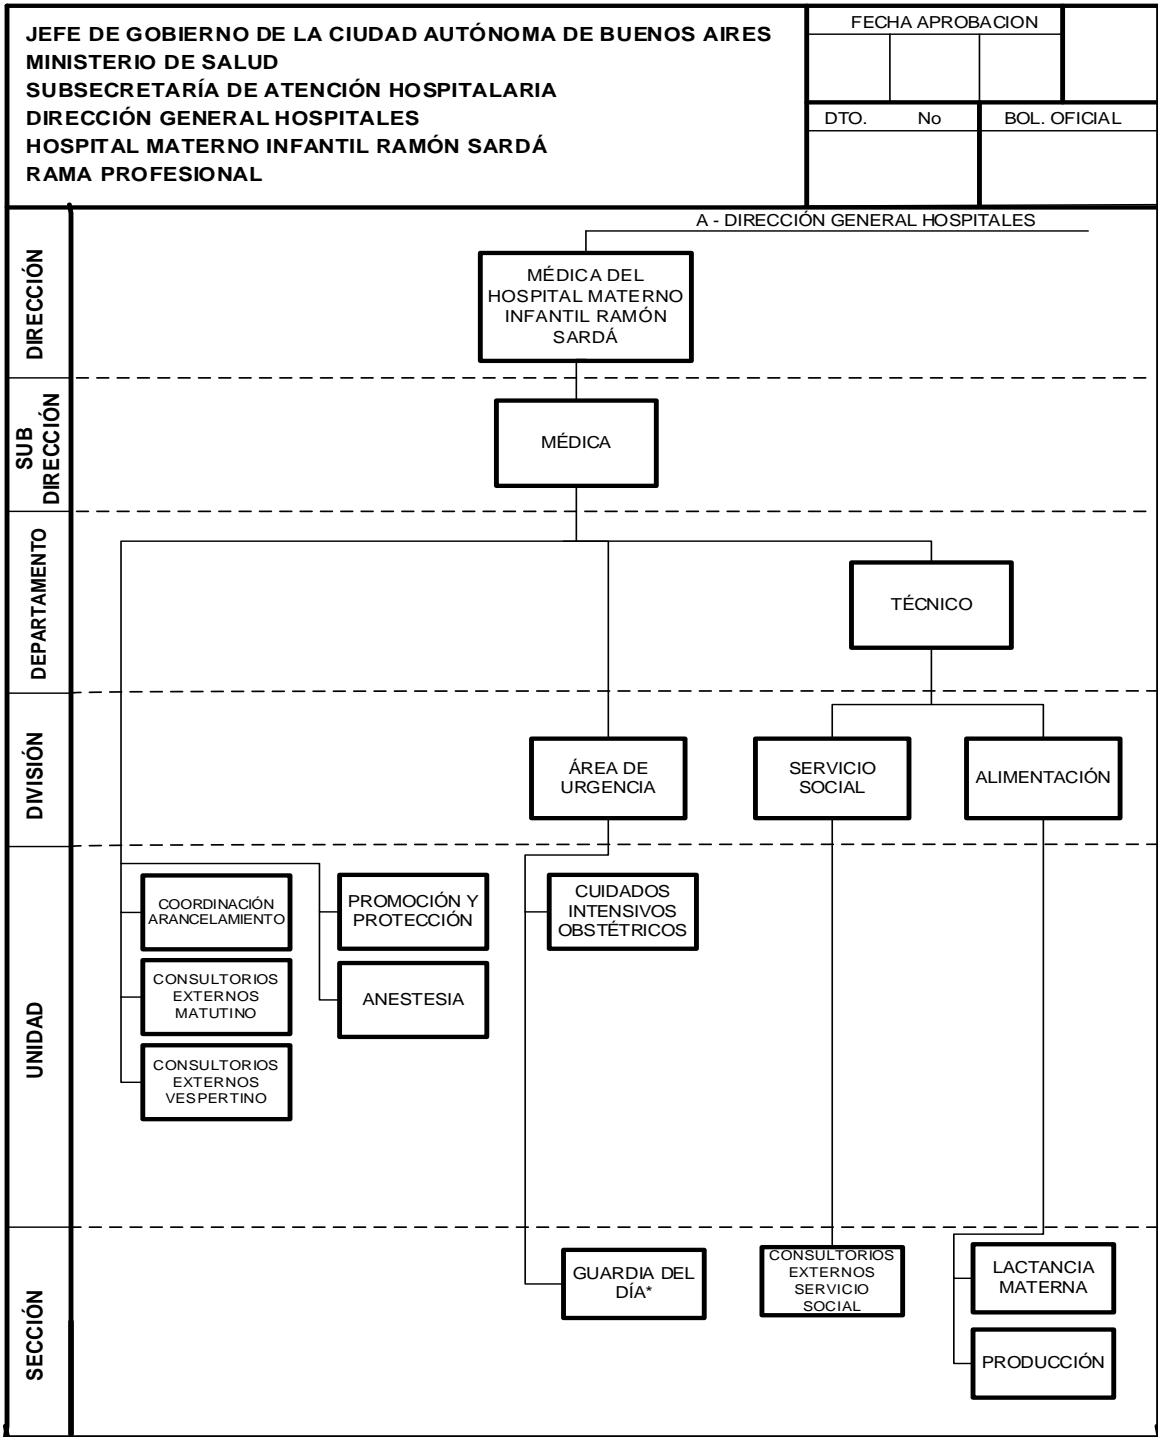 JEFE DE GOBIERNO DE LA CIUDAD AUTÓNOMA DE BUENOS AIRES
MINISTERIO DE SALUD
SUBSECRETARÍA DE ATENCIÓN HOSPITALARIA
DIRECCIÓN GENERAL HOSPITALES
HOSPITAL MATERNO INFANTIL RAMÓN SARDÁ
RAMA PROFESIONAL
FECHA APROBACION
DTO. No
BOL. OFICIAL
A - DIRECCIÓN GENERAL HOSPITALES
DIRECCIÓN
MÉDICA DEL
HOSPITAL MATERNO
INFANTIL RAMÓN
SARDÁ
SUB
DIRECCIÓN
MÉDICA
DEPARTAMENTO
TÉCNICO
DIVISIÓN
ÁREA DE
URGENCIA
SERVICIO
SOCIAL
ALIMENTACIÓN
UNIDAD
COORDINACIÓN
ARANCELAMIENTO
PROMOCIÓN Y
PROTECCIÓN
CUIDADOS
INTENSIVOS
OBSTÉTRICOS
CONSULTORIOS
EXTERNOS
MATUTINO
ANESTESIA
CONSULTORIOS
EXTERNOS
VESPERTINO
SECCIÓN
GUARDIA DEL
DÍA*
CONSULTORIOS
EXTERNOS
SERVICIO
SOCIAL
LACTANCIA
MATERNA
PRODUCCIÓN